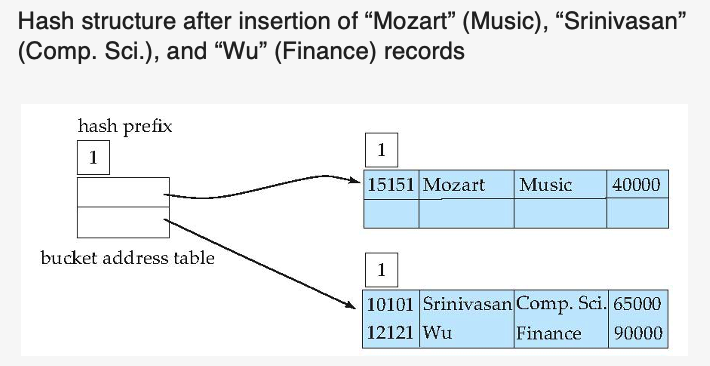 Hash structure after insertion of “Mozart” (Music), “Srinivasan”
(Comp. Sci.), and “Wu” (Finance) records
hash prefix
1
bucket address table
1
15151 Mozart Music 40000
1
10101 Srinivasan Comp. Sci. 65000
12121 Wu Finance 90000